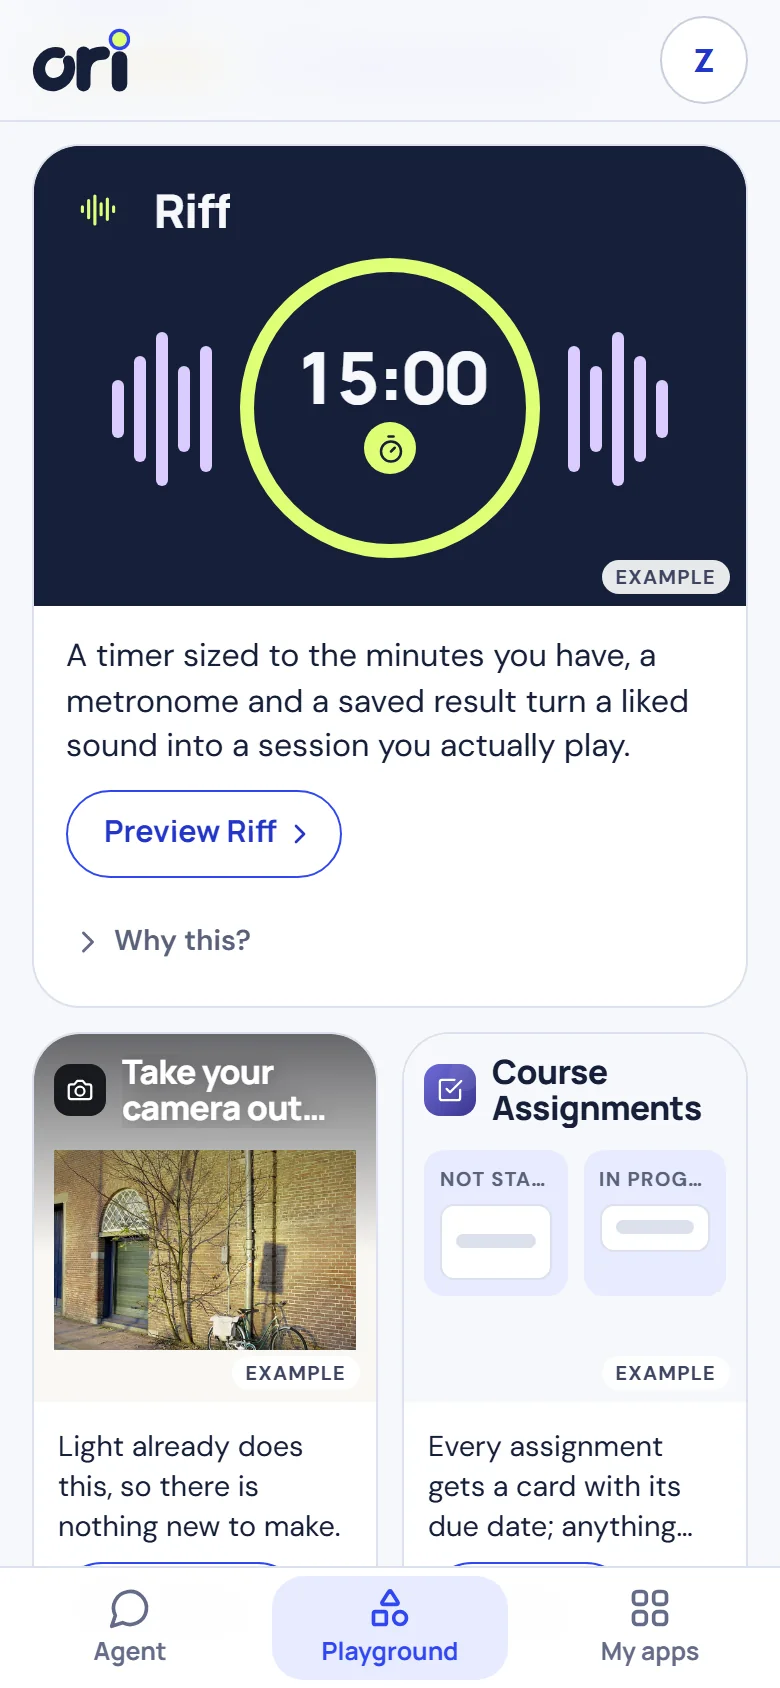 ori
Z
Riff
15:00
EXAMPLE
A timer sized to the minutes you have, a
metronome and a saved result turn a liked
sound into a session you actually play.
Preview Riff
Why this?
Take your
camera out...
EXAMPLE
Light already does
this, so there is
nothing new to make.
Course
Assignments
NOT STA...
IN PROG...
EXAMPLE
Every assignment
gets a card with its
due date; anything...
Agent
Playground
My apps